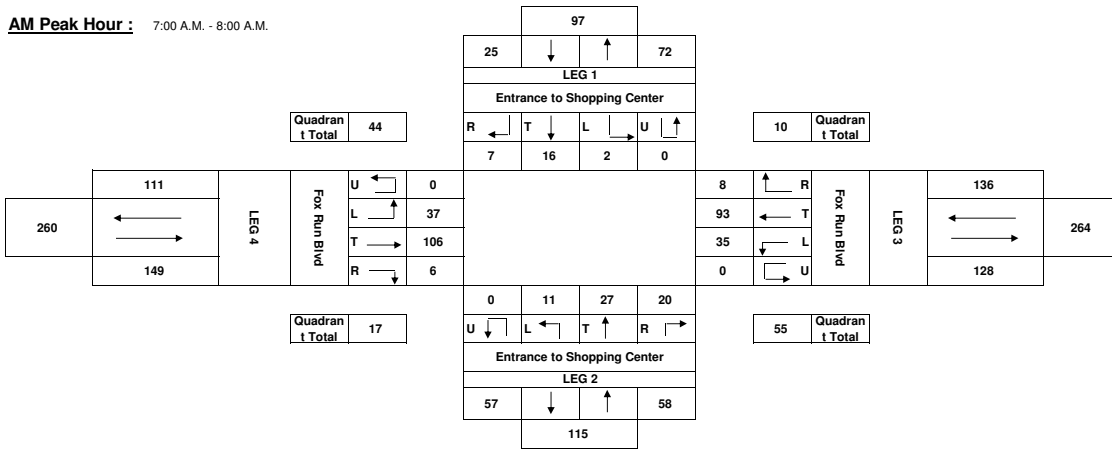 AM Peak Hour : 7:00 A.M. - 8:00 A.M.
97
25 72
LEG 1
Entrance to Shopping Center
Quadran
t Total
44
R T L U
10
Quadran
t Total
7 16 2 0
111
U 0
8 R
136
260
LEG 4
Fox Run Blvd
L 37
93 T
Fox Run Blvd
LEG 3
264
T 106
35 L
149
R 6
0 U
128
0 11 27 20
Quadran
t Total
17
U L T R
55
Quadran
t Total
Entrance to Shopping Center
LEG 2
57 58
115